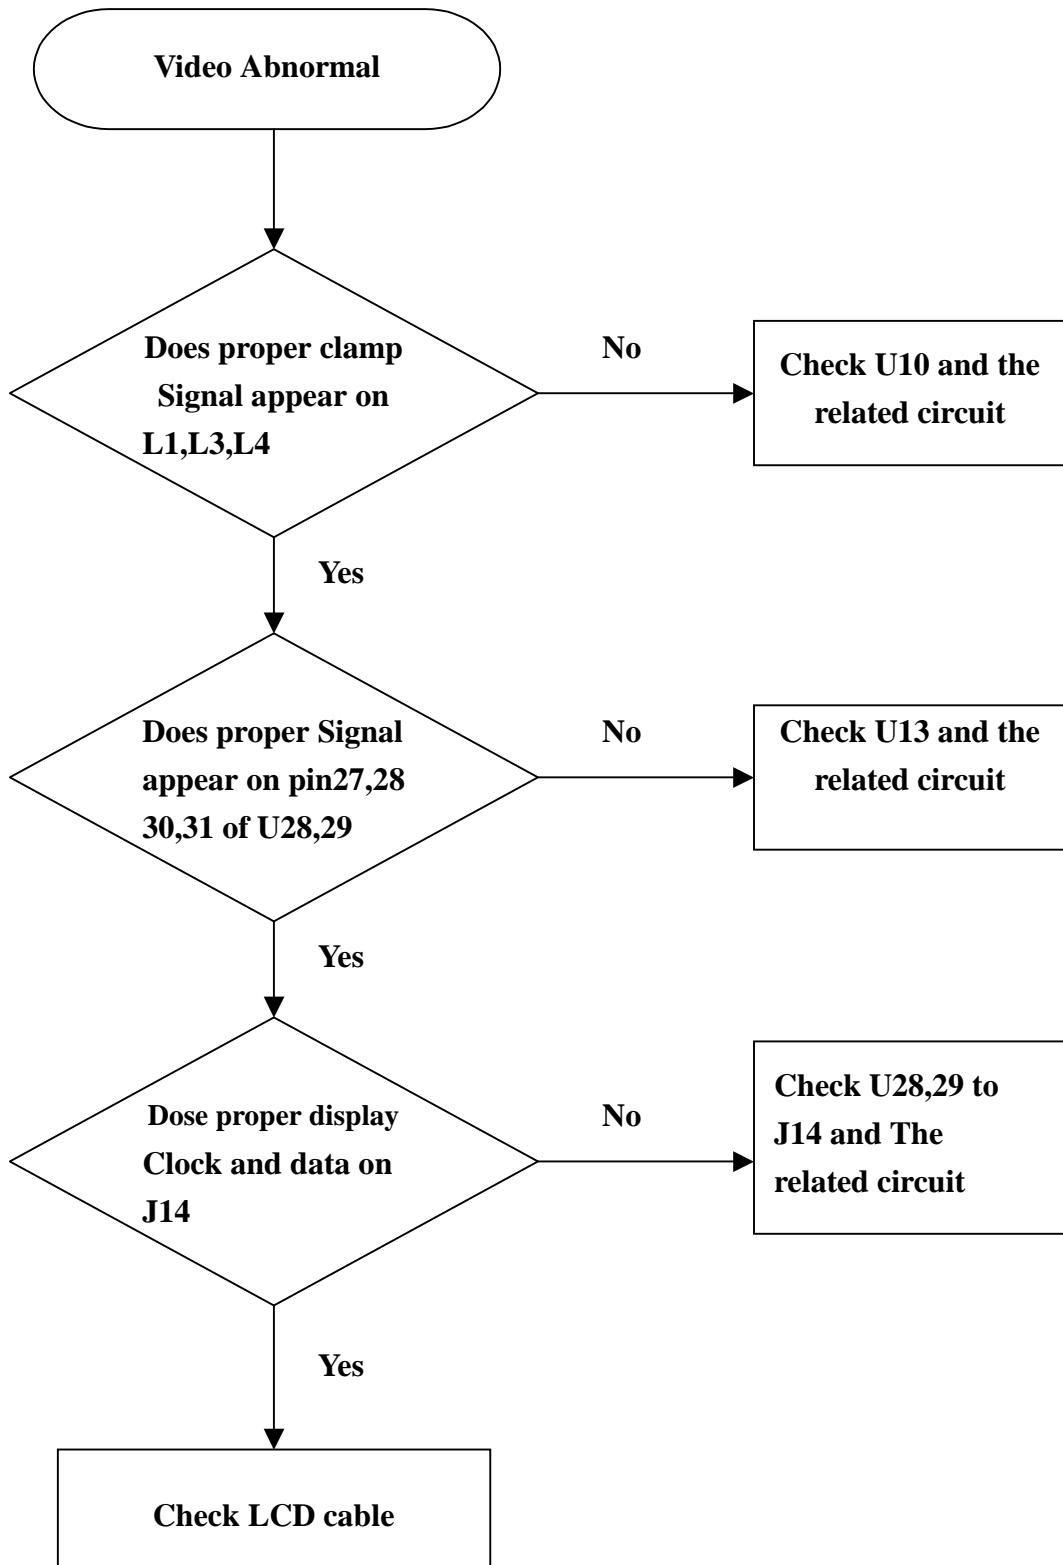 Video Abnormal
Does proper clamp
Signal appear on
L1,L3,L4
No
Check U10 and the
related circuit
Yes
Does proper Signal
appear on pin27,28
30,31 of U28,29
No
Check U13 and the
related circuit
Yes
Dose proper display
Clock and data on
J14
No
Check U28,29 to
J14 and The
related circuit
Yes
Check LCD cable